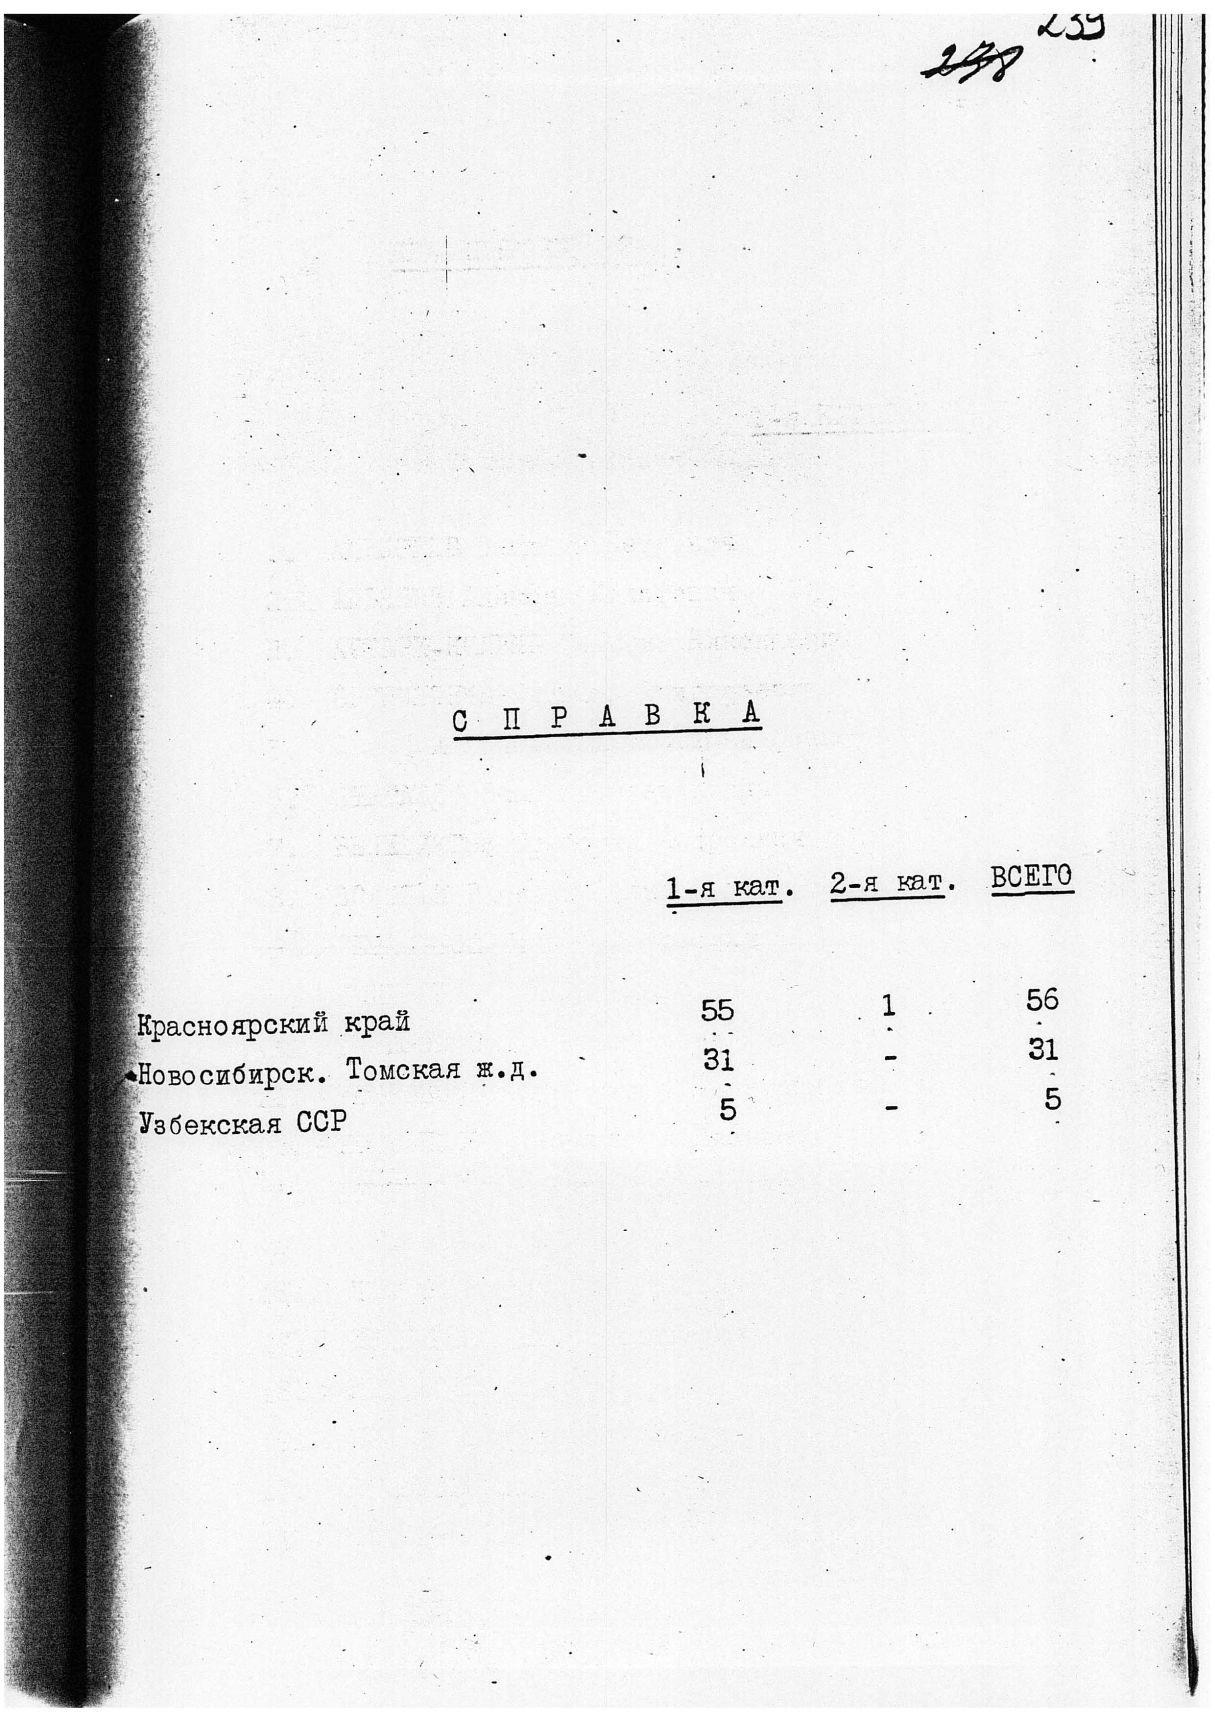 239
238
С П Р А В К А
1-я кат. 2-я кат. ВСЕГО
Красноярский край 55 1 56
Новосибирск. Томская ж.д. 31 - 31
Узбекская ССР 5 - 5